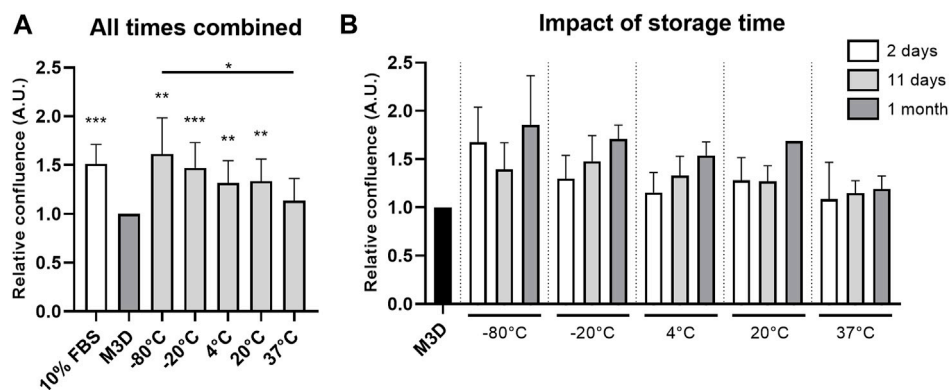 A
All times combined
Relative confluence (A.U.)
2.5
2.0
1.5
1.0
0.5
0.0
*
***
**
***
**
**
10% FBS
M3D
-80°C
-20°C
4°C
20°C
37°C
B
Impact of storage time
2 days
11 days
1 month
Relative confluence (A.U.)
2.5
2.0
1.5
1.0
0.5
0.0
M3D
-80°C
-20°C
4°C
20°C
37°C